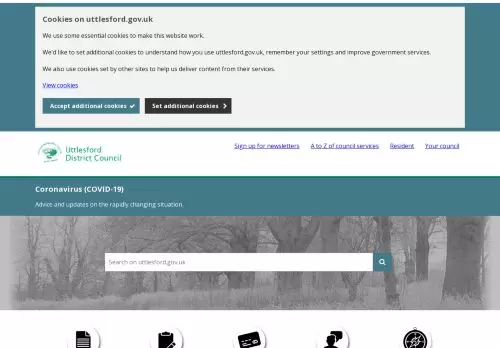 Cookies on uttlesford.gov.uk
We use some essential cookies to make this website work.
We'd like to set additional cookies to understand how you use uttlesford.gov.uk, remember your settings and improve government services.
We also use cookies set by other sites to help us deliver content from their services.
View cookies
Accept additional cookies
Set additional cookies
Uttlesford
District Council
Sign up for newsletters
A to Z of council services
Resident
Your council
Coronavirus (COVID-19)
Advice and updates on the rapidly changing situation.
Search on uttlesford.gov.uk